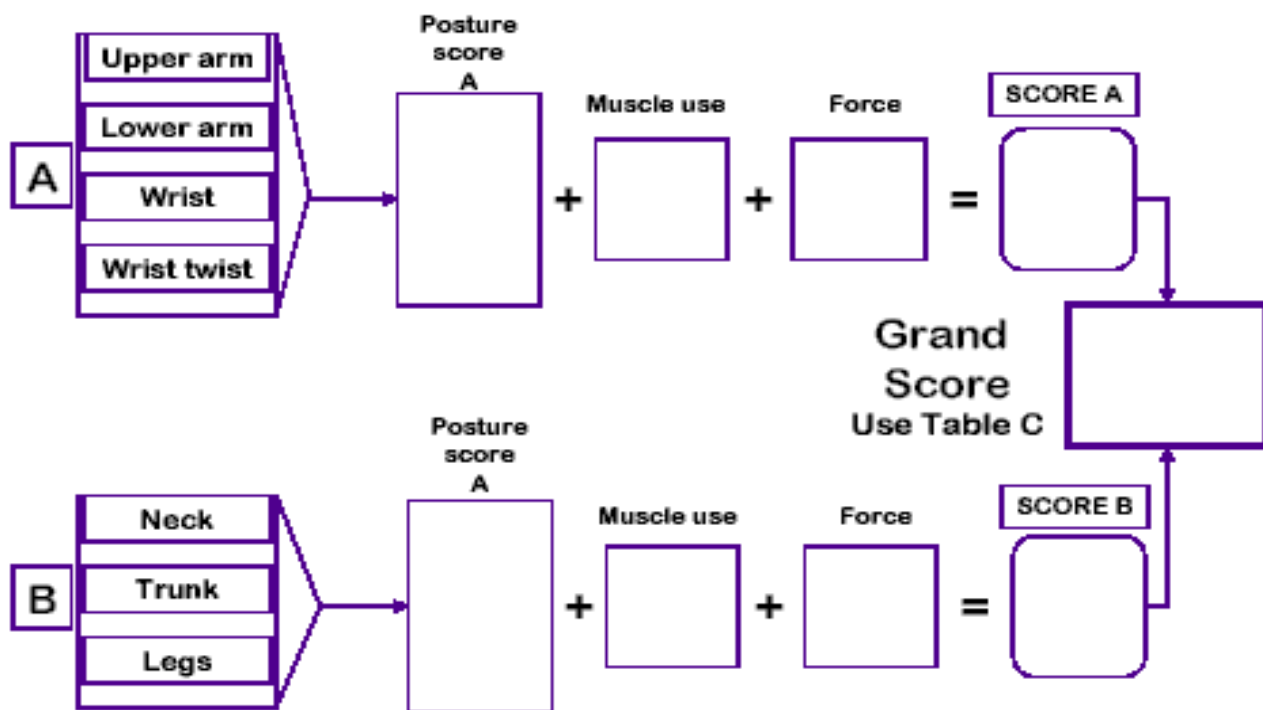 Posture
score
A
Upper arm
Muscle use
Force
SCORE A
Lower arm
A
Wrist
+
+
=
Wrist twist
Grand
Score
Use Table C
Posture
score
A
Neck
Muscle use
Force
SCORE B
B
Trunk
+
+
=
Legs